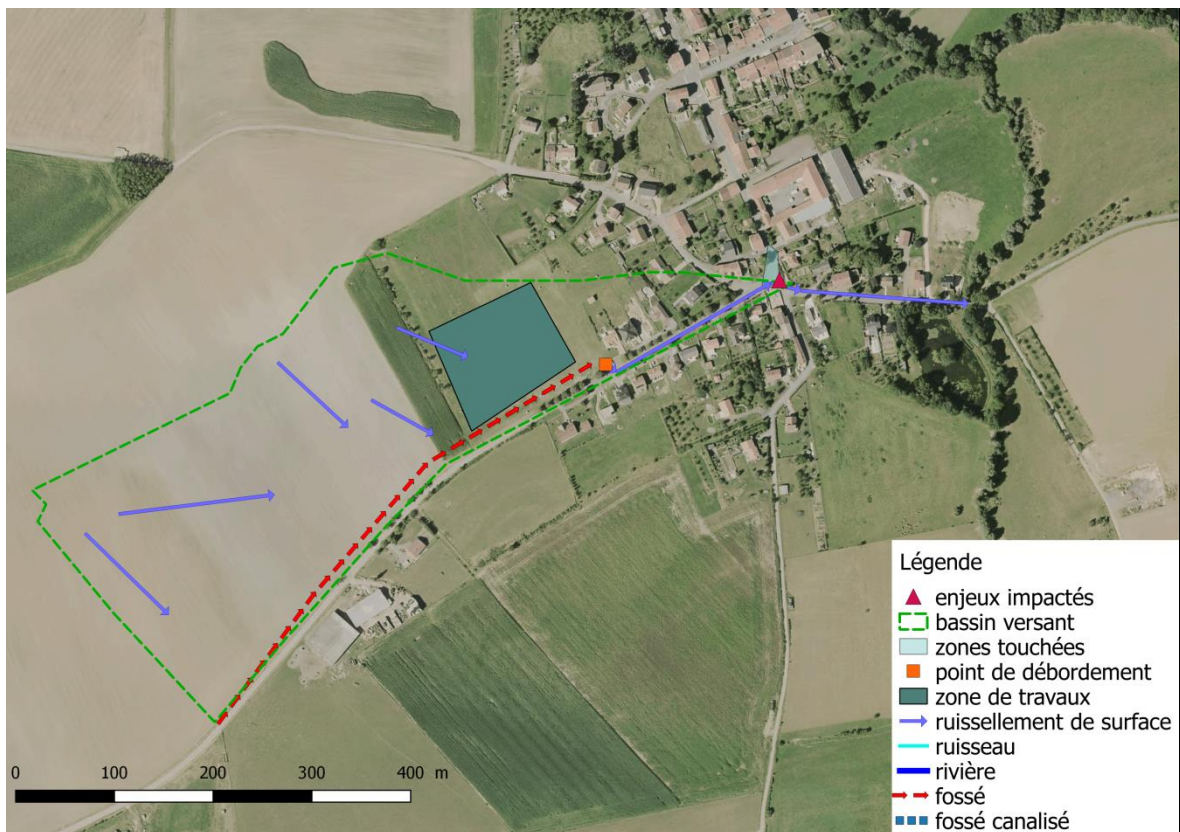 Légende
enjeux impactés
bassin versant
zones touchées
point de débordement
zone de travaux
ruissellement de surface
ruisseau
rivière
fossé
fossé canalisé
0 100 200 300 400 m